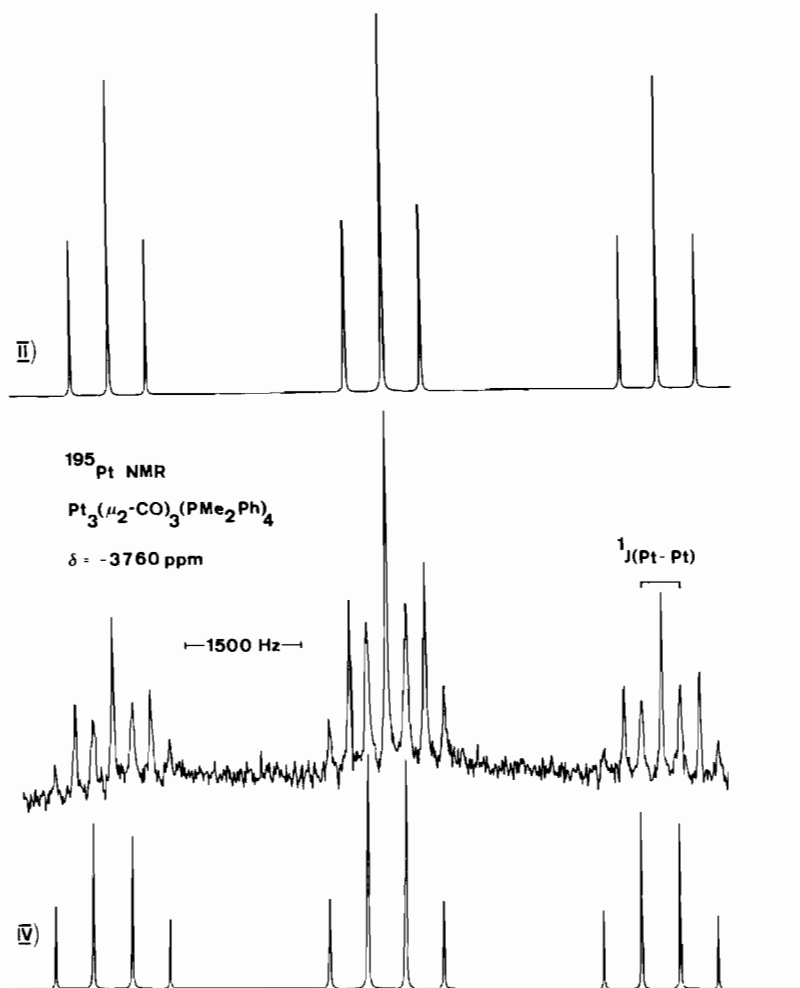 II)
195Pt NMR
Pt3(μ2-CO)3(PMe2Ph)4
δ = -3760 ppm
1J(Pt-Pt)
1500 Hz
IV)